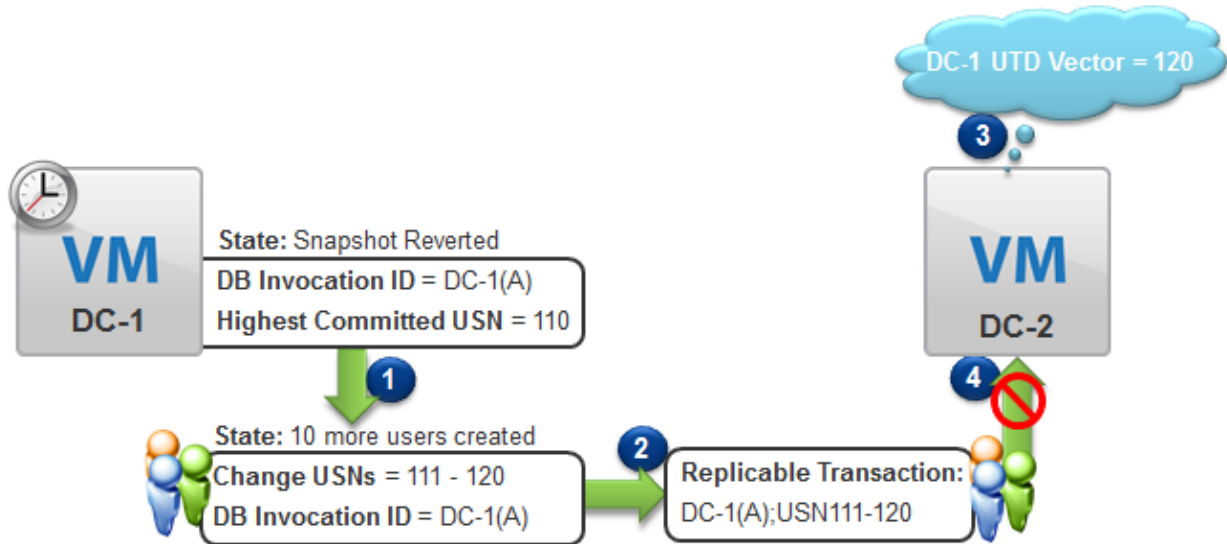 DC-1 UTD Vector = 120
3
VM
DC-1
State: Snapshot Reverted
DB Invocation ID = DC-1(A)
Highest Committed USN = 110
VM
DC-2
1
4
State: 10 more users created
Change USNs = 111 - 120
DB Invocation ID = DC-1(A)
2
Replicable Transaction:
DC-1(A);USN111-120